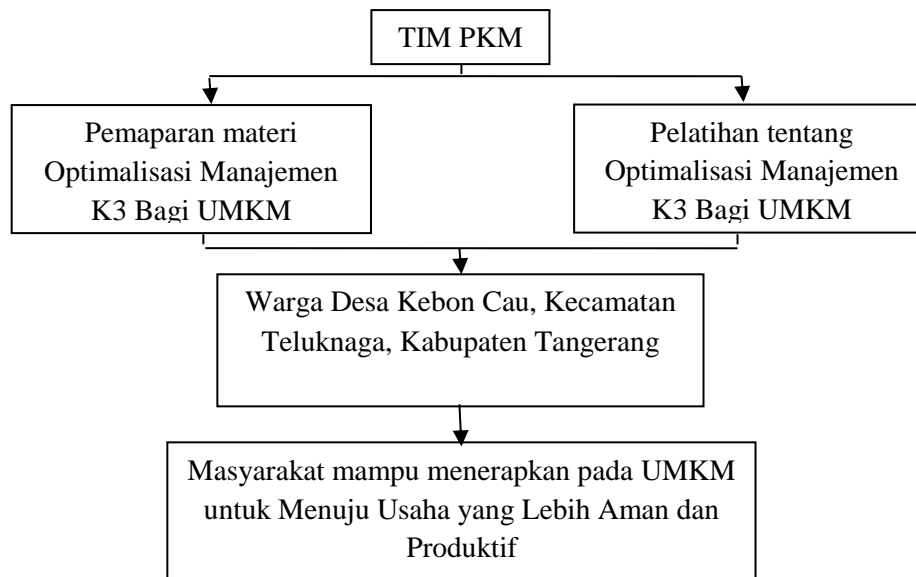 TIM PKM
Pemaparan materi
Optimalisasi Manajemen
K3 Bagi UMKM
Pelatihan tentang
Optimalisasi Manajemen
K3 Bagi UMKM
Warga Desa Kebon Cau, Kecamatan
Teluknaga, Kabupaten Tangerang
Masyarakat mampu menerapkan pada UMKM
untuk Menuju Usaha yang Lebih Aman dan
Produktif